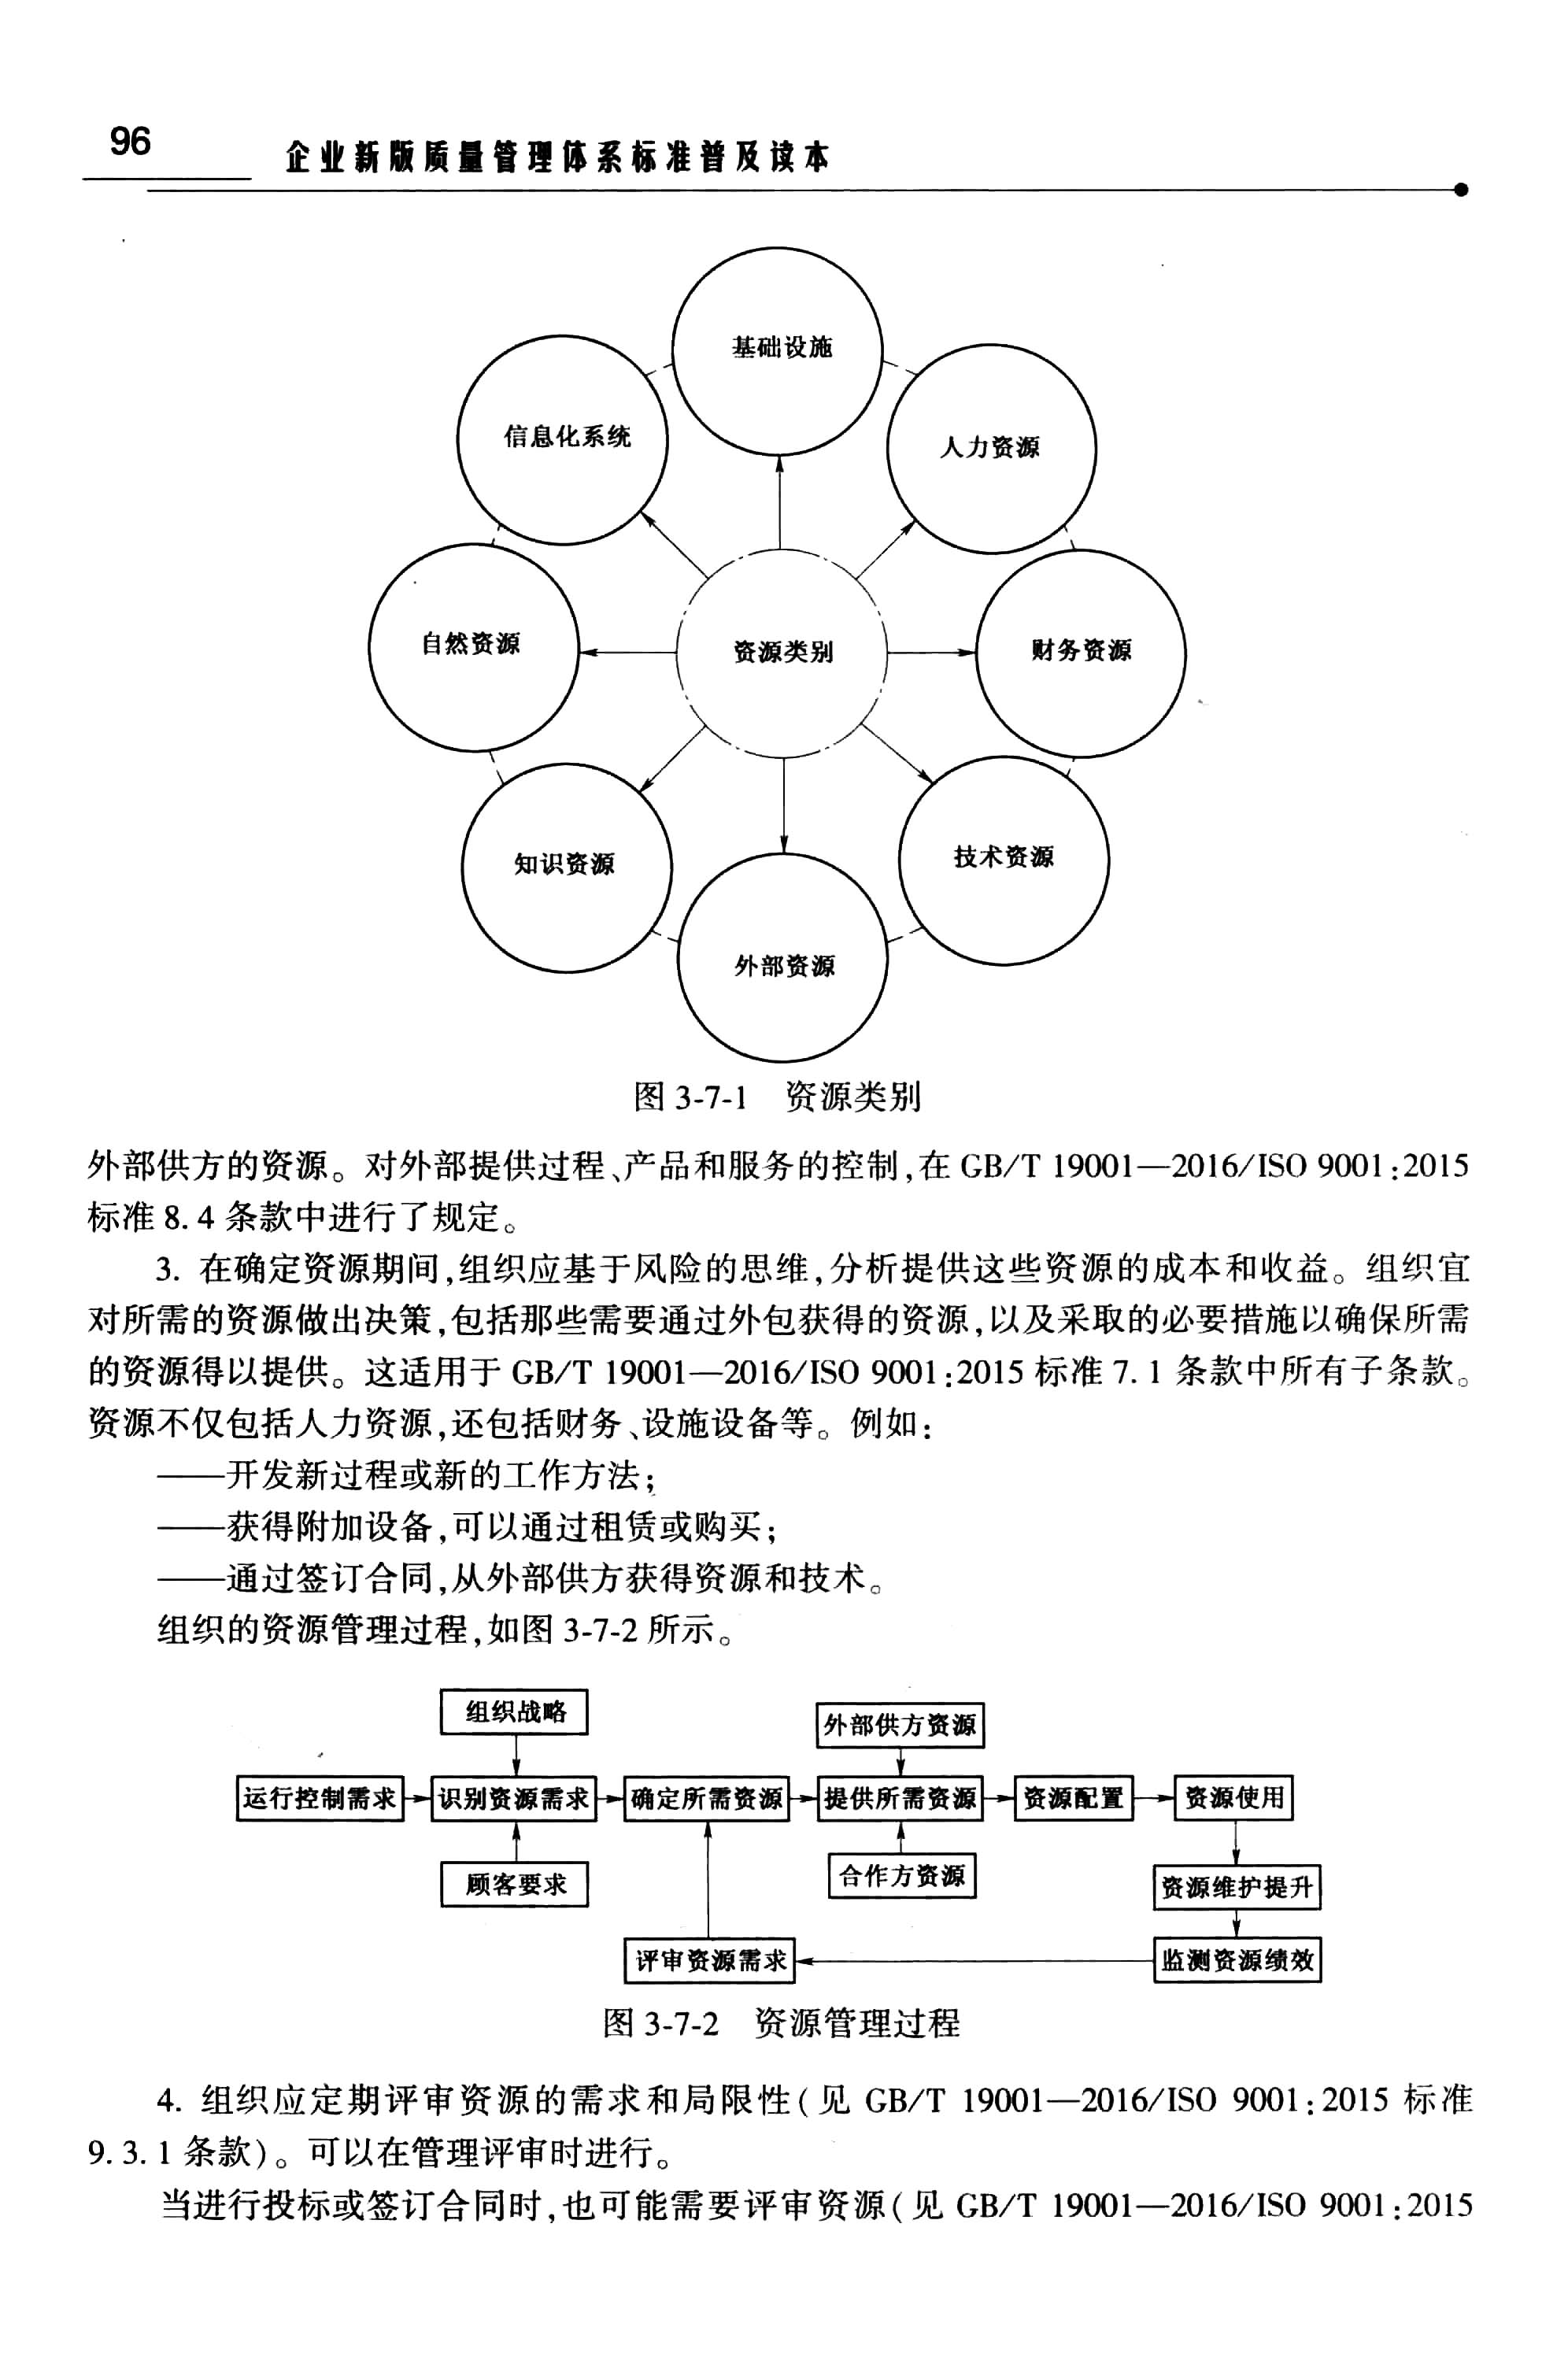 96
企业新版质量管理体系标准普及读本
基础设施
信息化系统
人力资源
自然资源
资源类别
财务资源
知识资源
技术资源
外部资源
图 3-7-1 资源类别
外部供方的资源。对外部提供过程、产品和服务的控制,在 GB/T 19001—2016/ISO 9001:2015
标准 8.4 条款中进行了规定。
3. 在确定资源期间,组织应基于风险的思维,分析提供这些资源的成本和收益。组织宜
对所需的资源做出决策,包括那些需要通过外包获得的资源,以及采取的必要措施以确保所需
的资源得以提供。这适用于 GB/T 19001—2016/ISO 9001:2015 标准 7.1 条款中所有子条款。
资源不仅包括人力资源,还包括财务、设施设备等。例如:
——开发新过程或新的工作方法;
——获得附加设备,可以通过租赁或购买;
——通过签订合同,从外部供方获得资源和技术。
组织的资源管理过程,如图 3-7-2 所示。
组织战略
外部供方资源
运行控制需求
识别资源需求
确定所需资源
提供所需资源
资源配置
资源使用
顾客要求
合作方资源
资源维护提升
评审资源需求
监测资源绩效
图 3-7-2 资源管理过程
4. 组织应定期评审资源的需求和局限性(见 GB/T 19001—2016/ISO 9001:2015 标准
9.3.1 条款)。可以在管理评审时进行。
当进行投标或签订合同时,也可能需要评审资源(见 GB/T 19001—2016/ISO 9001:2015